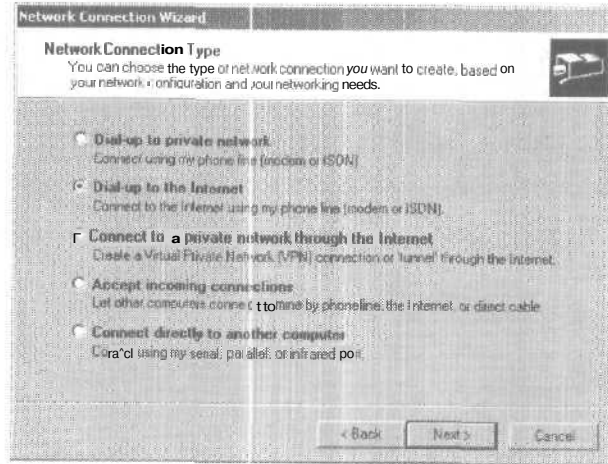 Network Connection Wizard
Network Connection Type
You can choose the type of network connection you want to create, based on
your network configuration and your networking needs.
Dial-up to private network
Connect using my phone line (modem or ISDN).
Dial-up to the Internet
Connect to the Internet using my phone line (modem or ISDN).
Connect to a private network through the Internet
Create a Virtual Private Network (VPN) connection or 'tunnel' through the Internet.
Accept incoming connections
Let other computers connect to mine by phone line, the Internet, or direct cable
Connect directly to another computer
using my serial, parallel, or infrared port.
< Back
Next >
Cancel